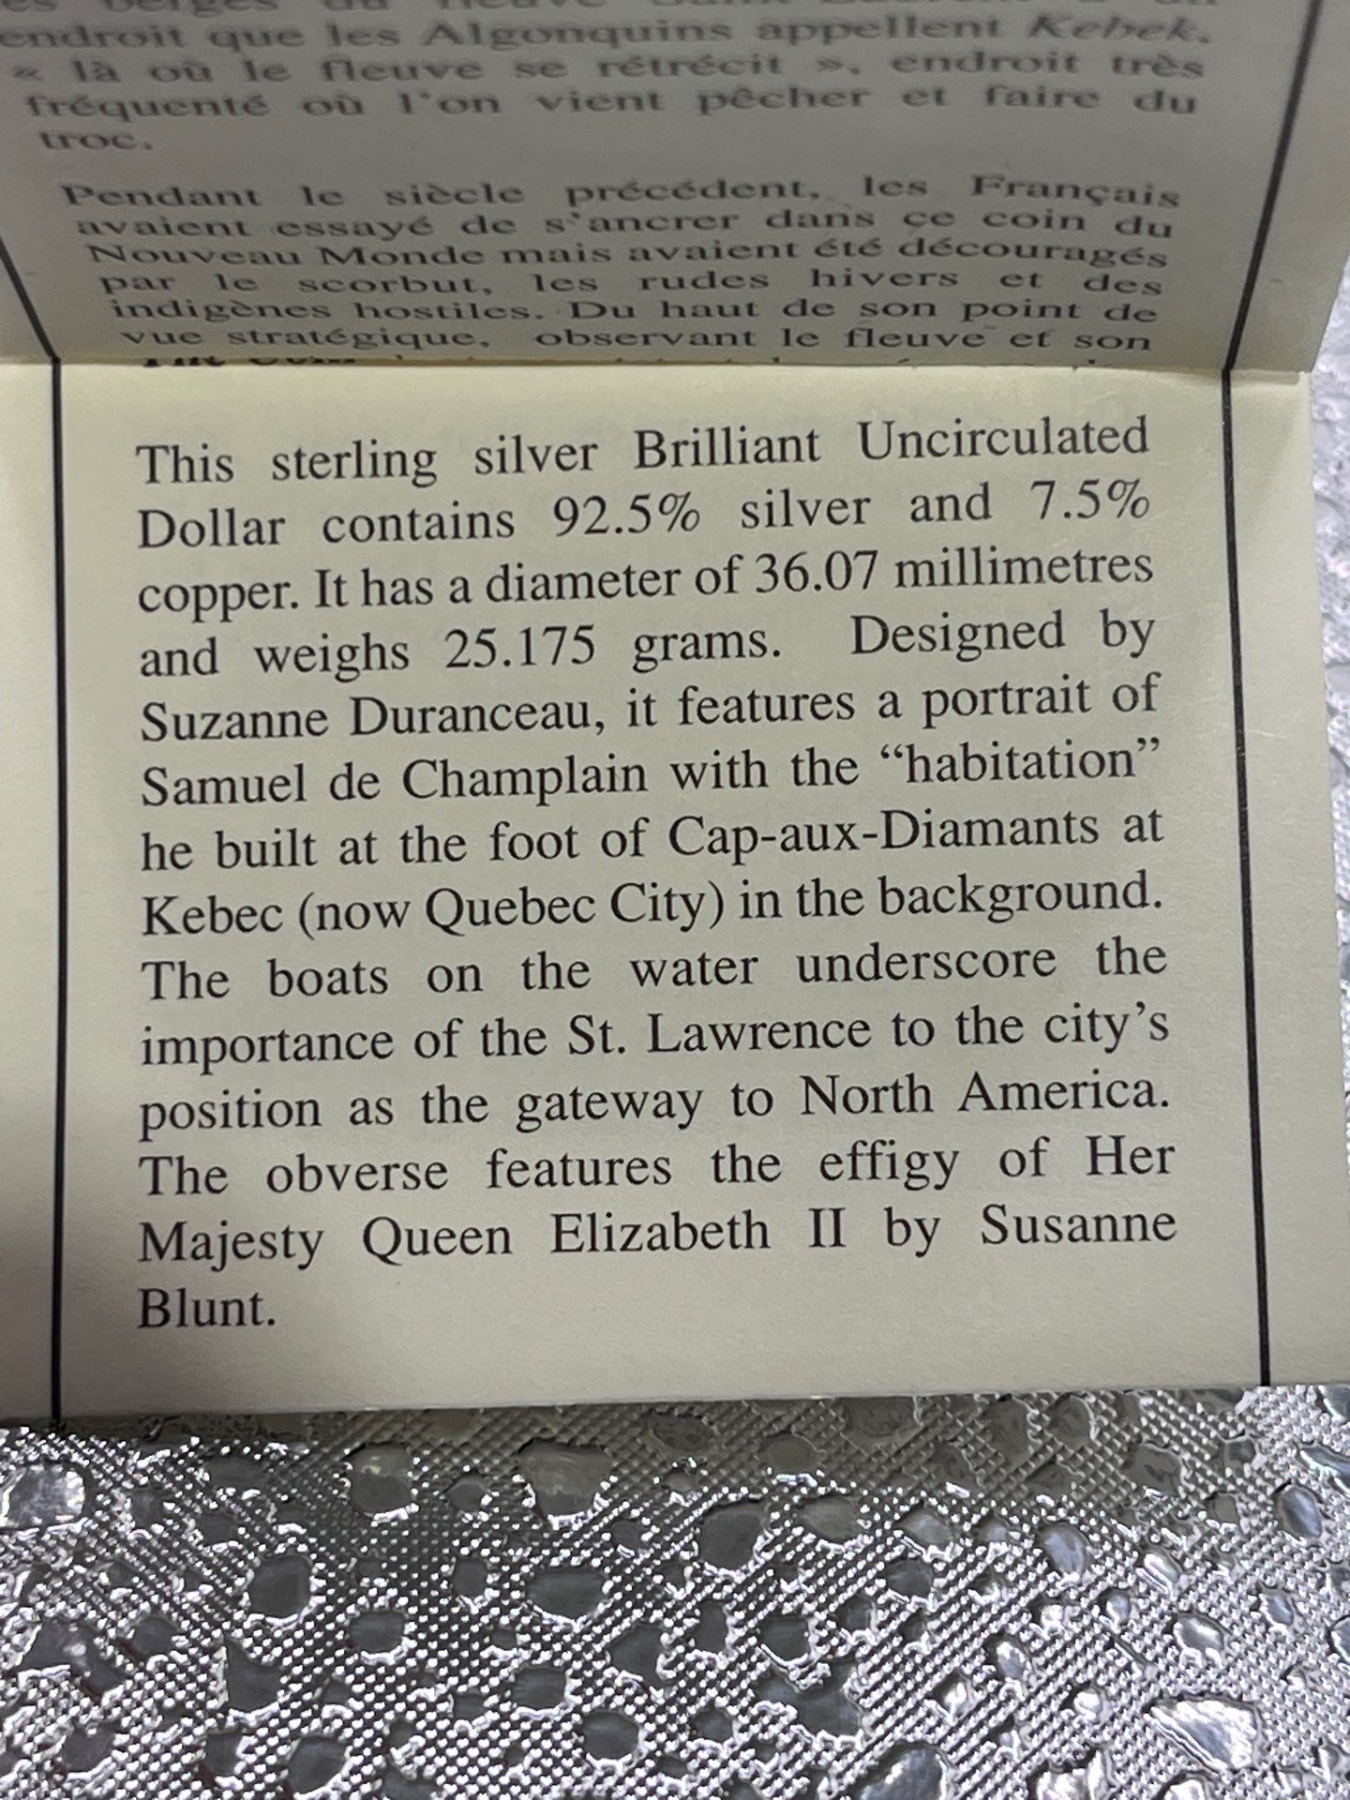 endroit que les Algonquins appellent Kebek,
« là où le fleuve se rétrécit », endroit très
fréquenté où l'on vient pêcher et faire du
troc.
Pendant le siècle précédent, les Français
avaient essayé de s'ancrer dans ce coin du
Nouveau Monde mais avaient été découragés
par le scorbut, les rudes hivers et des
indigènes hostiles. Du haut de son point de
vue stratégique, observant le fleuve et son
This sterling silver Brilliant Uncirculated
Dollar contains 92.5% silver and 7.5%
copper. It has a diameter of 36.07 millimetres
and weighs 25.175 grams. Designed by
Suzanne Duranceau, it features a portrait of
Samuel de Champlain with the “habitation”
he built at the foot of Cap-aux-Diamants at
Kebec (now Quebec City) in the background.
The boats on the water underscore the
importance of the St. Lawrence to the city’s
position as the gateway to North America.
The obverse features the effigy of Her
Majesty Queen Elizabeth II by Susanne
Blunt.